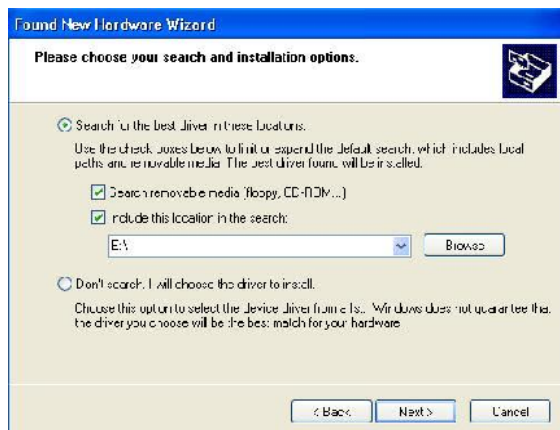 Found New Hardware Wizard
Please choose your search and installation options.
Search for the best driver in these locations.
Use the check boxes below to limit or expand the default search, which includes local
paths and removable media. The best driver found will be installed.
Search removable media (floppy, CD-ROM...)
Include this location in the search:
E:\
Browse
Don't search. I will choose the driver to install.
Choose this option to select the device driver from a list. Windows does not guarantee that
the driver you choose will be the best match for your hardware.
< Back
Next >
Cancel